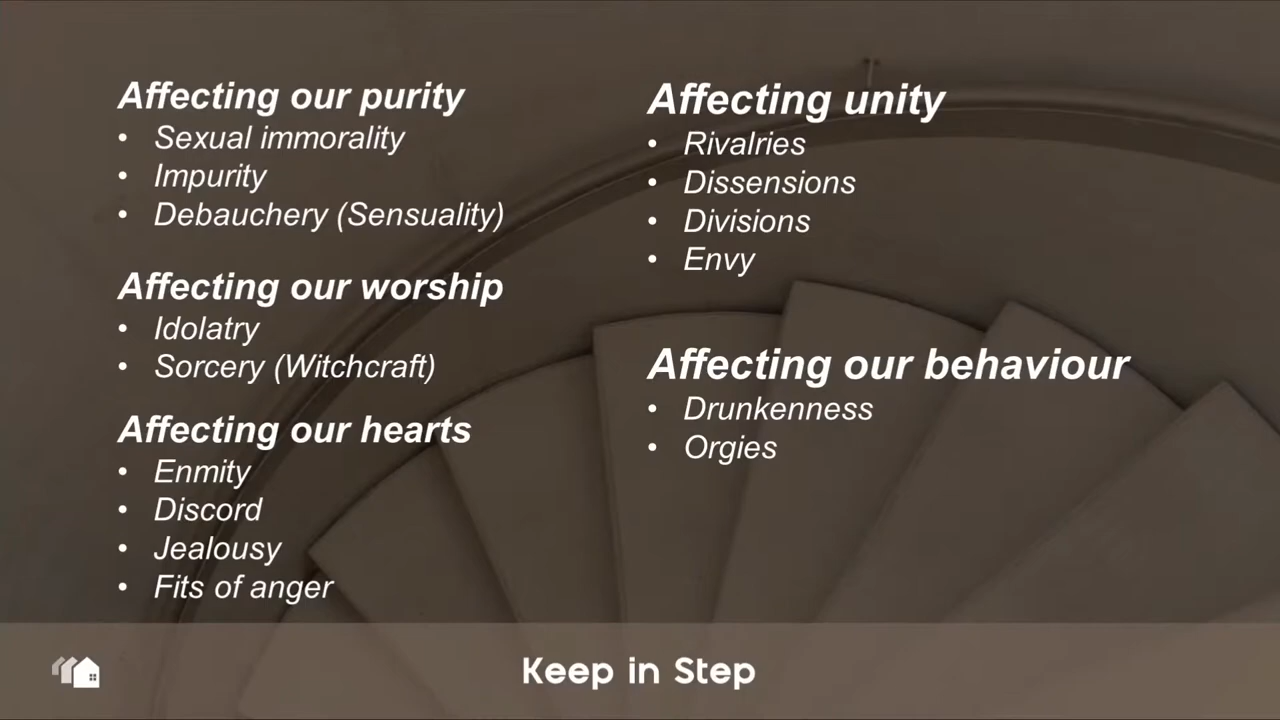 Affecting our purity
• Sexual immorality
• Impurity
• Debauchery (Sensuality)
Affecting our worship
• Idolatry
• Sorcery (Witchcraft)
Affecting our hearts
• Enmity
• Discord
• Jealousy
• Fits of anger
Affecting unity
• Rivalries
• Dissensions
• Divisions
• Envy
Affecting our behaviour
• Drunkenness
• Orgies
Keep in Step